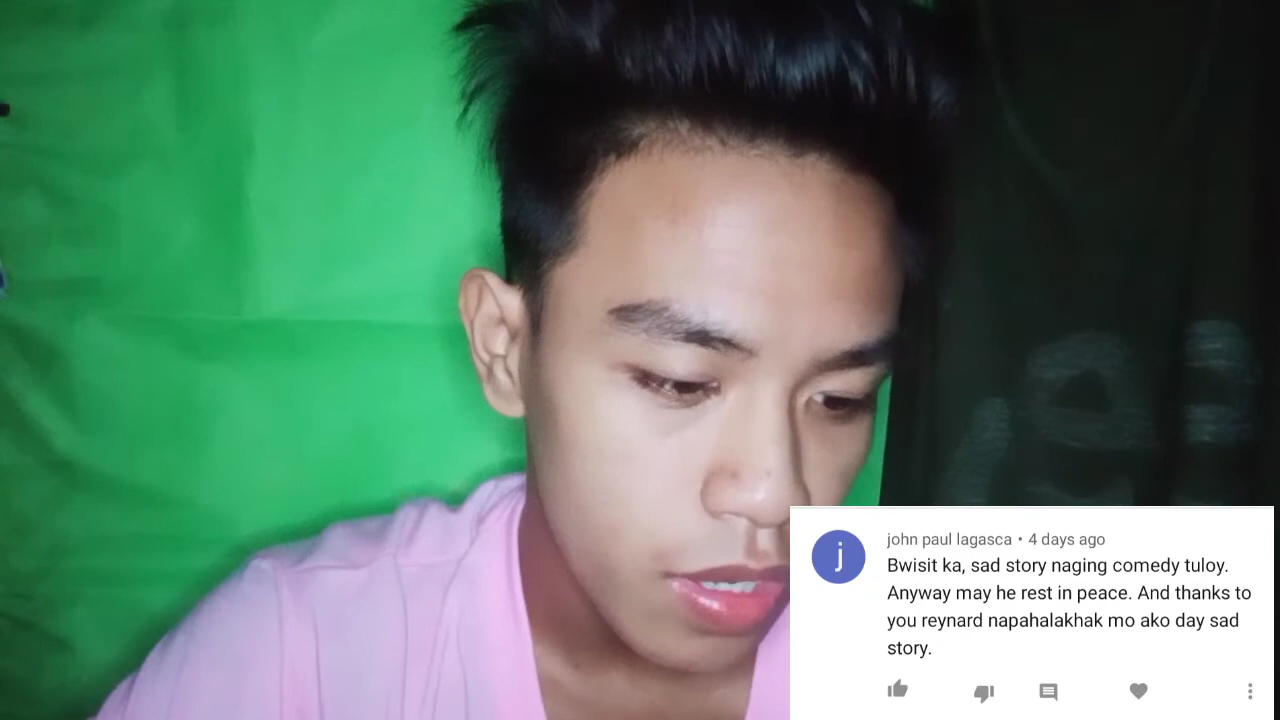 j
john paul lagasca • 4 days ago
Bwisit ka, sad story naging comedy tuloy.
Anyway may he rest in peace. And thanks to
you reynard napahalakhak mo ako day sad
story.